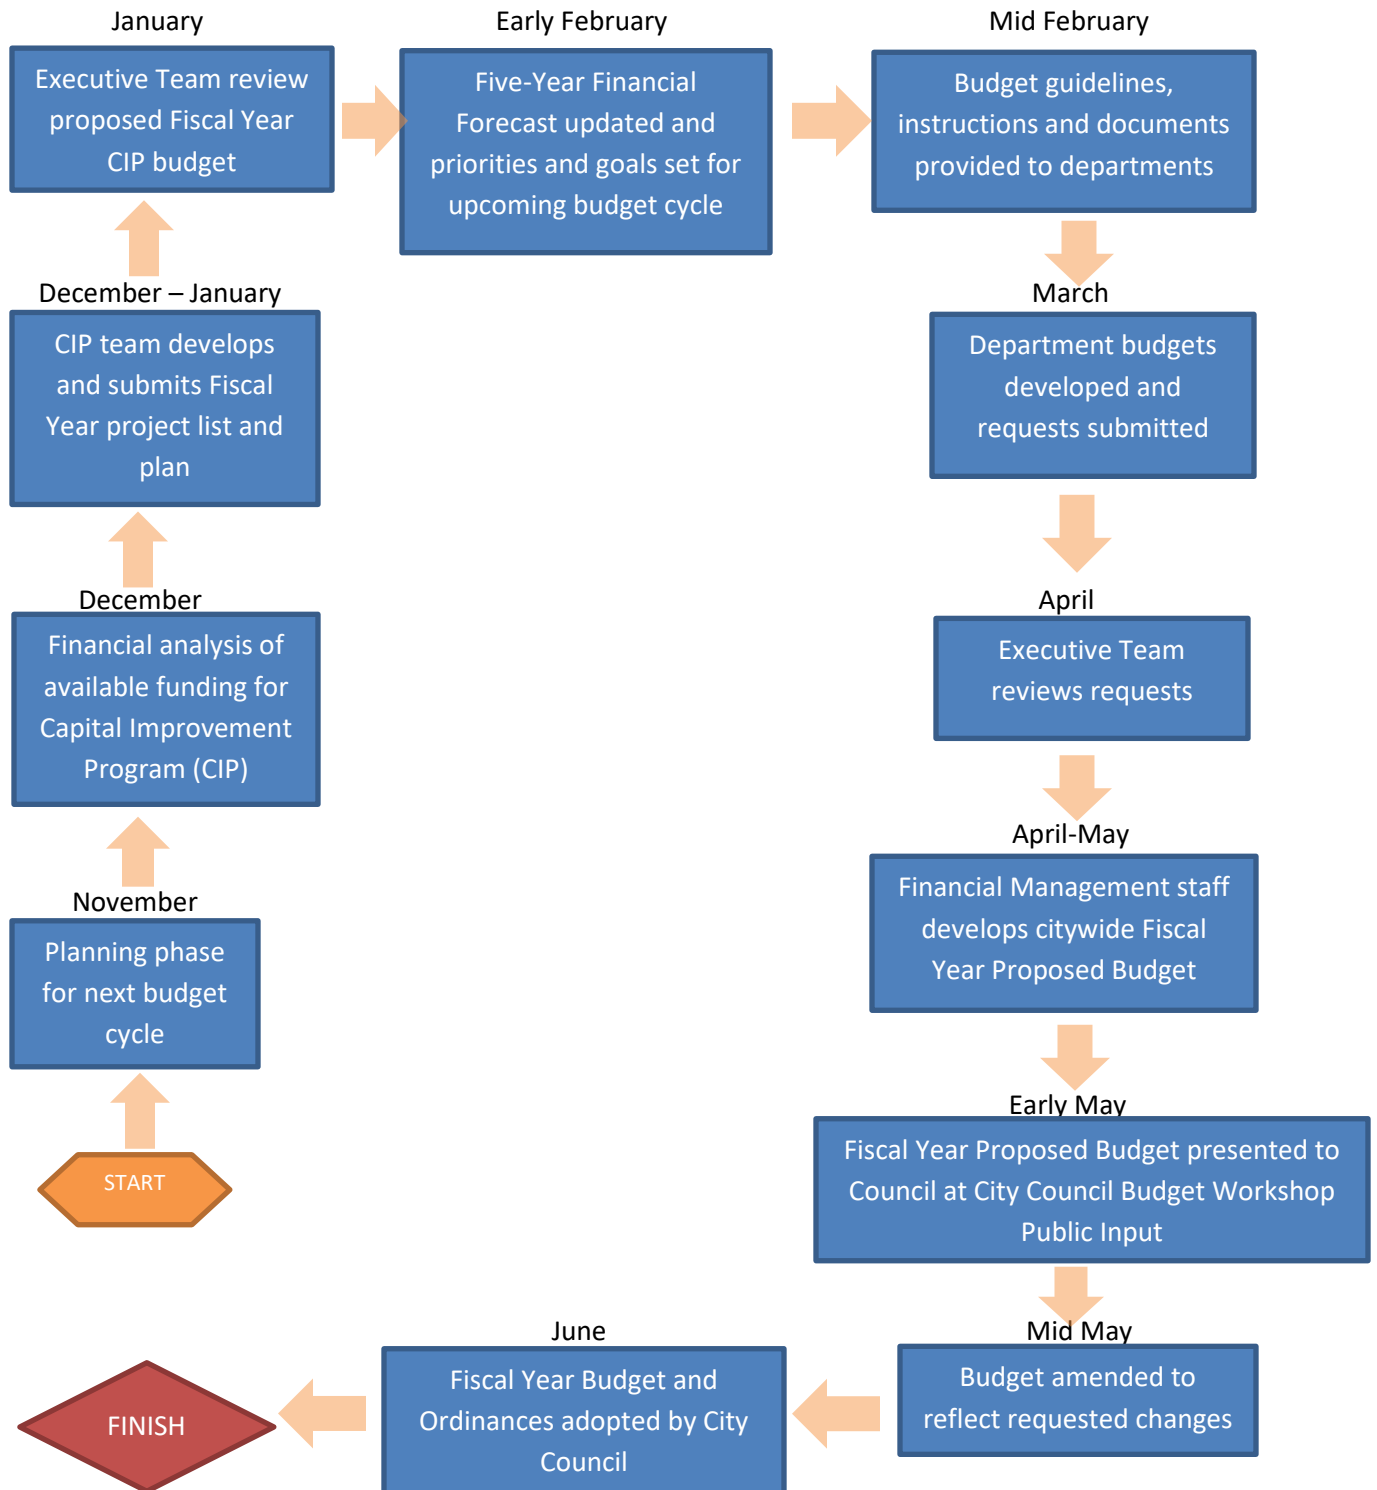 January
Executive Team review
proposed Fiscal Year
CIP budget
Early February
Five-Year Financial
Forecast updated and
priorities and goals set for
upcoming budget cycle
Mid February
Budget guidelines,
instructions and documents
provided to departments
December – January
CIP team develops
and submits Fiscal
Year project list and
plan
March
Department budgets
developed and
requests submitted
December
Financial analysis of
available funding for
Capital Improvement
Program (CIP)
April
Executive Team
reviews requests
April-May
Financial Management staff
develops citywide Fiscal
Year Proposed Budget
November
Planning phase
for next budget
cycle
START
Early May
Fiscal Year Proposed Budget presented to
Council at City Council Budget Workshop
Public Input
Mid May
Budget amended to
reflect requested changes
June
Fiscal Year Budget and
Ordinances adopted by City
Council
FINISH